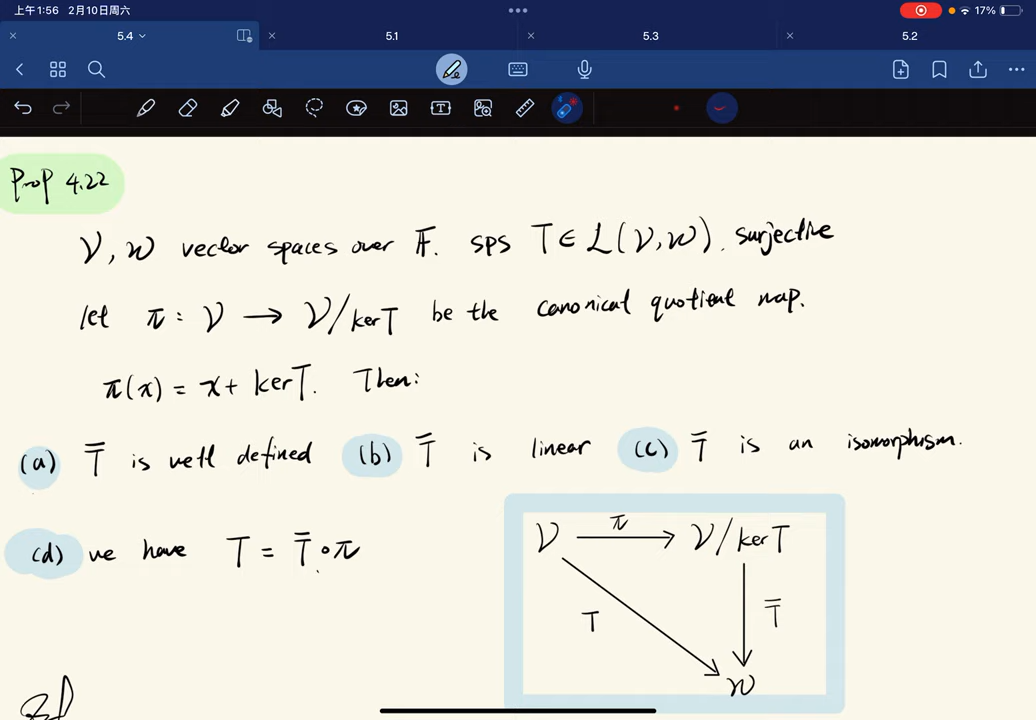 上午1:56 2月10日周六 17%
5.4 5.1 5.3 5.2
Prop 4.22
V, W vector spaces over F. sps T ∈ L(V,W). surjective
let π : V → V/kerT be the canonical quotient map.
π(x) = x + kerT. Then:
(a) T̄ is well defined (b) T̄ is linear (c) T̄ is an isomorphism.
(d) we have T = T̄ ∘ π
V π V/kerT
T T̄
W